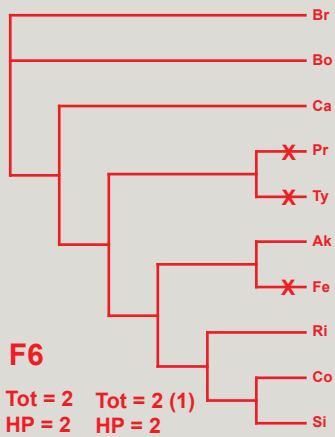 Br
Bo
Ca
X Pr
X Ty
Ak
X Fe
Ri
Co
Si
F6
Tot = 2 Tot = 2 (1)
HP = 2 HP = 2